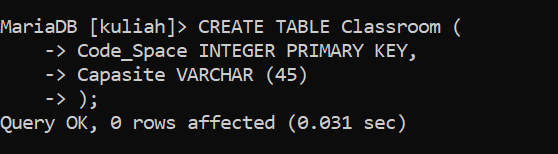 MariaDB [kuliah]> CREATE TABLE Classroom (
    -> Code_Space INTEGER PRIMARY KEY,
    -> Capasite VARCHAR (45)
    -> );
Query OK, 0 rows affected (0.031 sec)